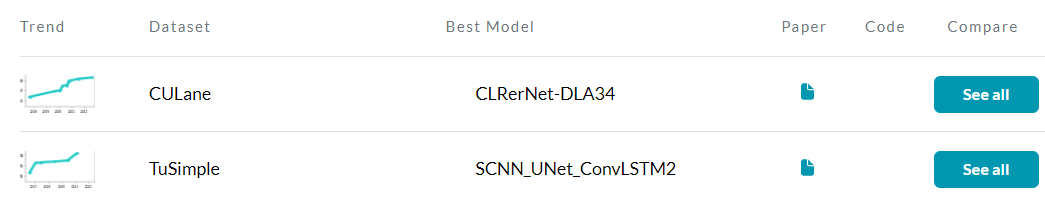 Trend Dataset Best Model Paper Code Compare
CULane CLRerNet-DLA34 See all
TuSimple SCNN_UNet_ConvLSTM2 See all